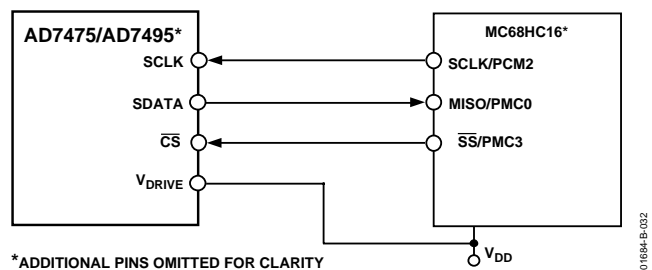 AD7475/AD7495*
SCLK
SDATA
CS
VDRIVE
MC68HC16*
SCLK/PCM2
MISO/PMC0
SS/PMC3
VDD
*ADDITIONAL PINS OMITTED FOR CLARITY
01684-B-032